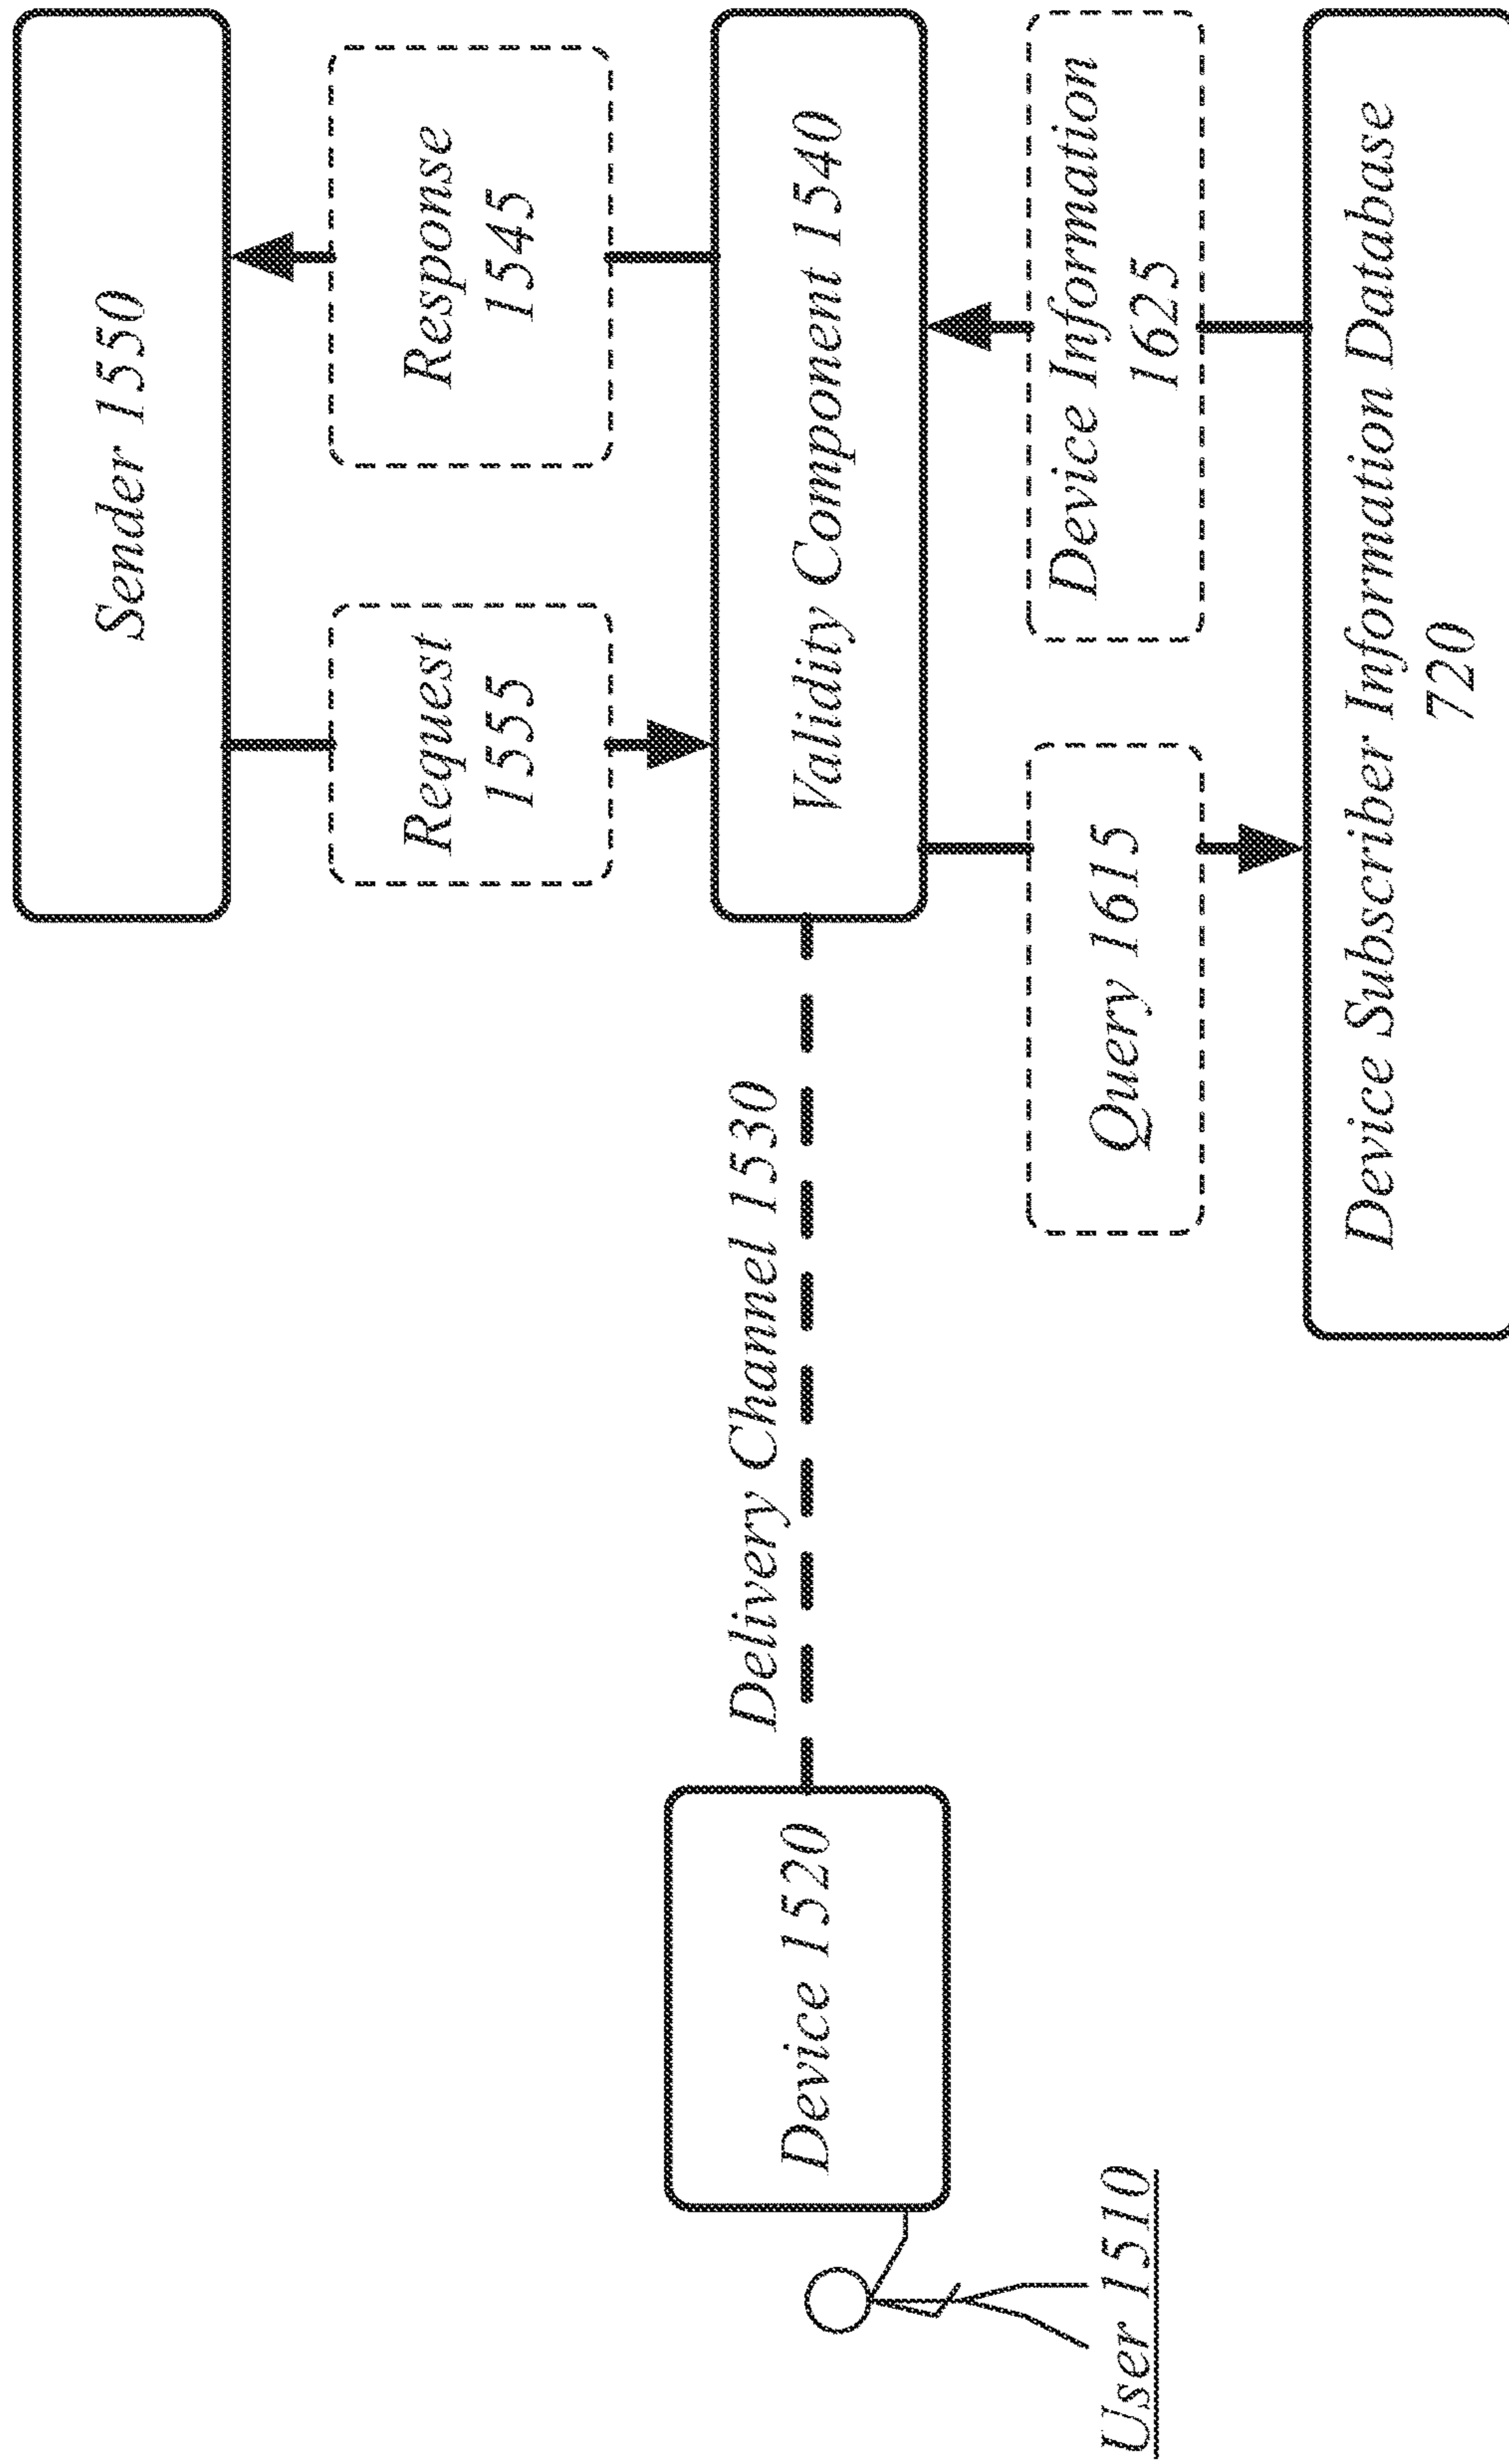 Sender 1550
Request
1555
Response
1545
Delivery Channel 1530
Device 1520
Validity Component 1540
User 1510
Query 1615
Device Information
1625
Device Subscriber Information Database
720